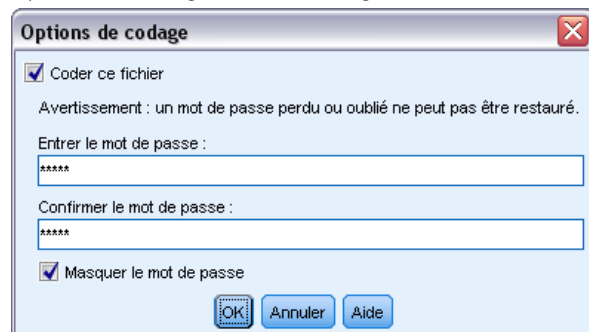 Options de codage
Coder ce fichier
Avertissement : un mot de passe perdu ou oublié ne peut pas être restauré.
Entrer le mot de passe :
*****
Confirmer le mot de passe :
*****
Masquer le mot de passe
OK Annuler Aide